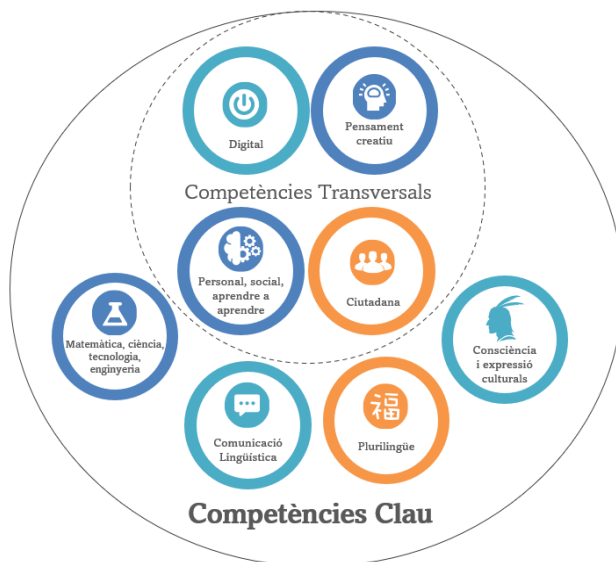 Digital
Pensament
creatiu
Competències Transversals
Personal, social,
aprendre a
aprendre
Ciutadana
Matemàtica, ciència,
tecnologia,
enginyeria
Consciència
i expressió
culturals
Comunicació
Lingüística
福
Plurilingüe
Competències Clau